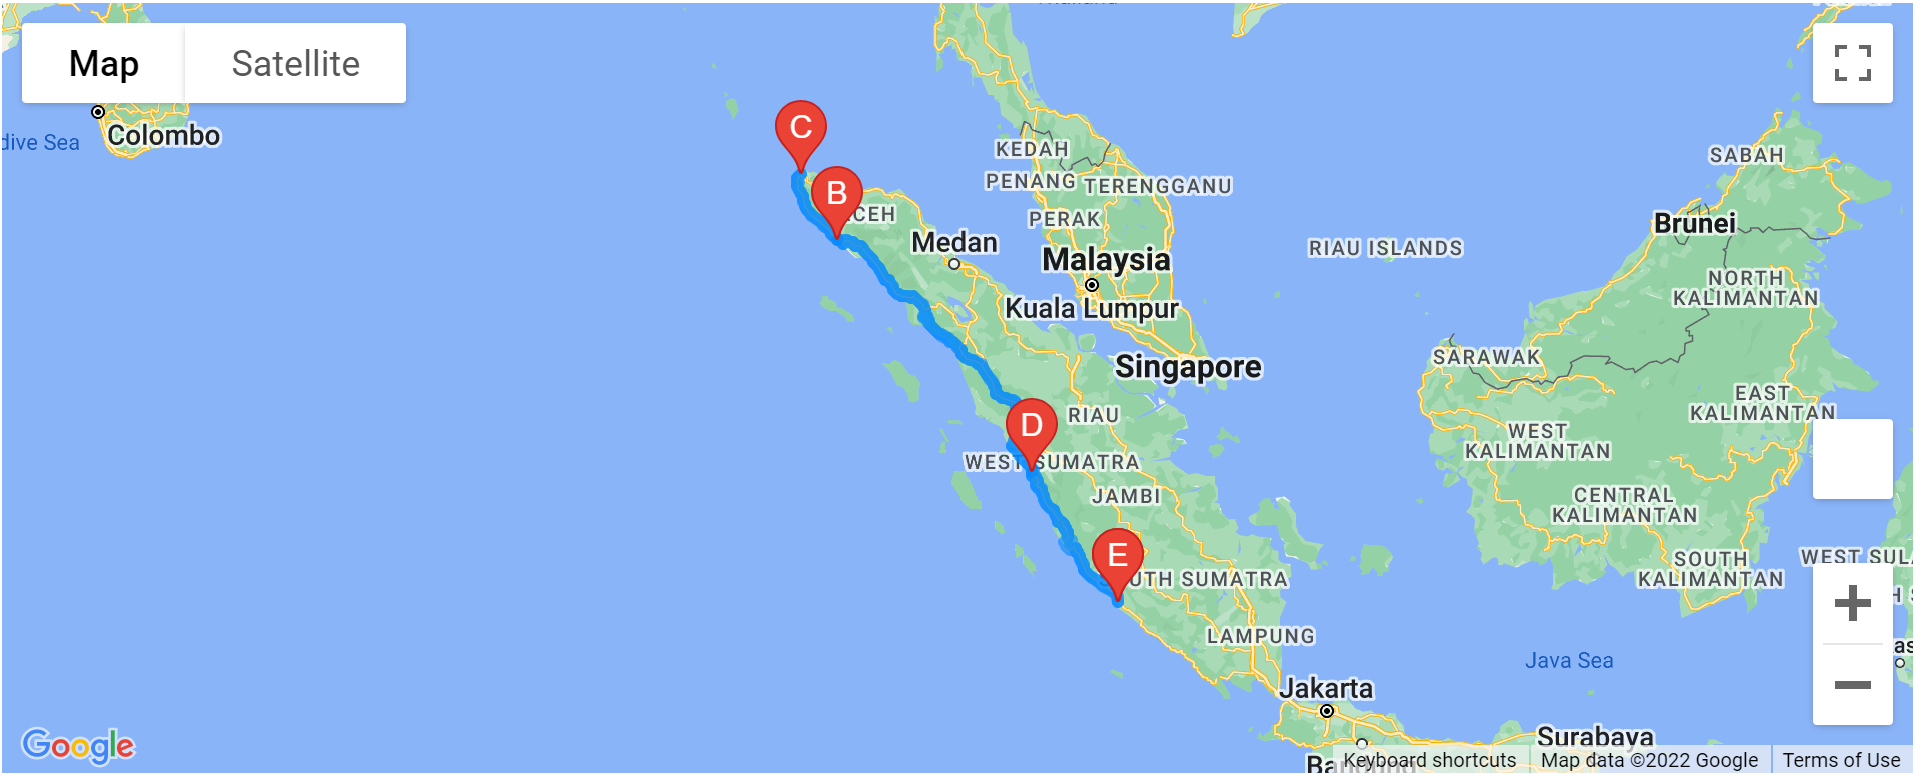 Map
Satellite
Colombo
dive Sea
C
B
CEH
Medan
KEDAH
PENANG
TERENGGANU
PERAK
Malaysia
Kuala Lumpur
Singapore
RIAU ISLANDS
SABAH
Brunei
NORTH
KALIMANTAN
SARAWAK
EAST
KALIMANTAN
WEST
KALIMANTAN
CENTRAL
KALIMANTAN
SOUTH
KALIMANTAN
WEST SUL
D
RIAU
WEST SUMATRA
JAMBI
E
UTH SUMATRA
LAMPUNG
Java Sea
Jakarta
Surabaya
Google
Keyboard shortcuts
Map data ©2022 Google
Terms of Use